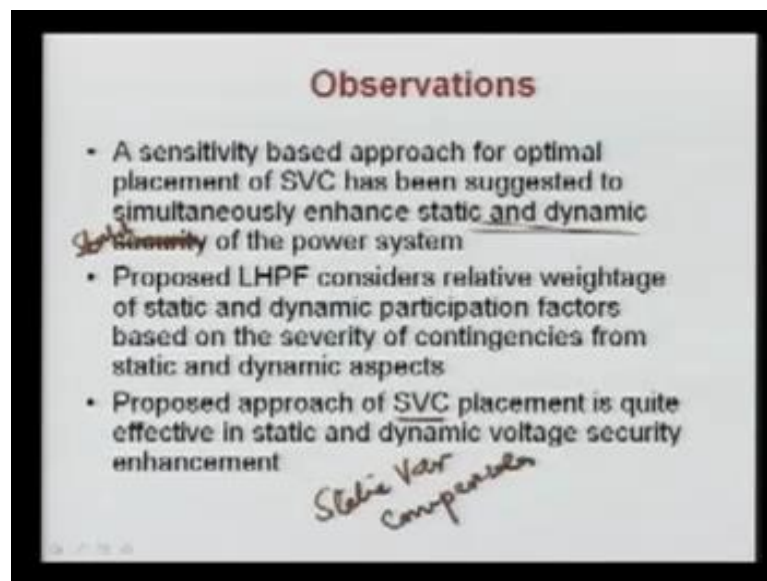 Observations
• A sensitivity based approach for optimal
placement of SVC has been suggested to
simultaneously enhance static and dynamic
security of the power system
• Proposed LHPF considers relative weightage
of static and dynamic participation factors
based on the severity of contingencies from
static and dynamic aspects
• Proposed approach of SVC placement is quite
effective in static and dynamic voltage security
enhancement
Static Var